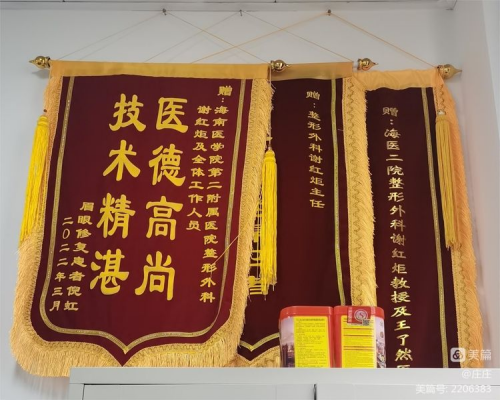 赠：海南医学院第二附属医院整形外科
谢红炬及全体工作人员
医德高尚
技术精湛
眉眼修复患者倪虹
二〇二二年三月
赠：整形外科谢红炬主任
赠：海医二院整形外科谢红炬教授及王了然医
美篇
美篇号: 2206383